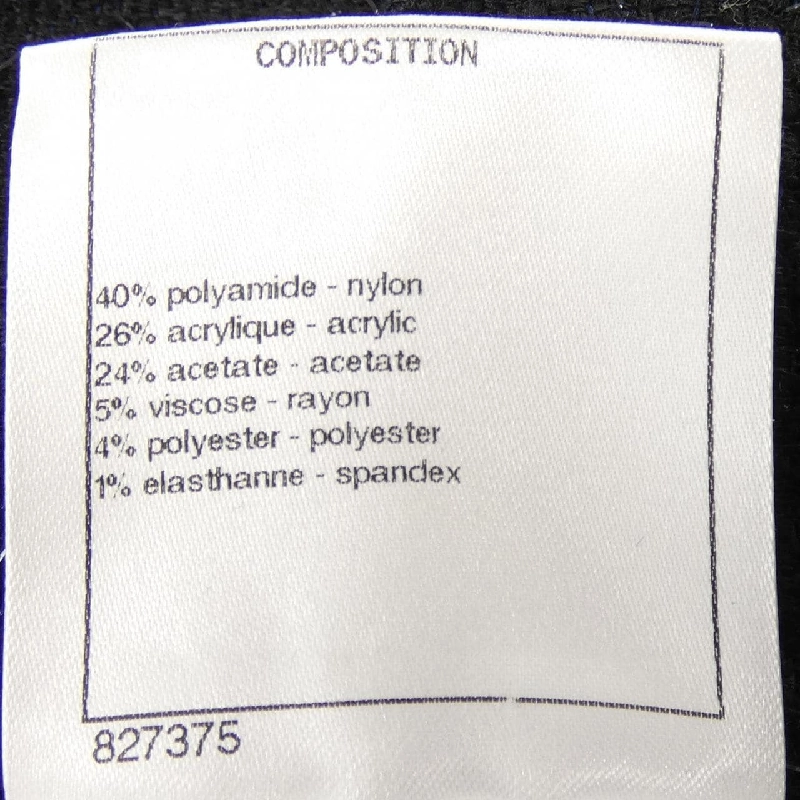 COMPOSITION
40% polyamide - nylon
26% acrylique - acrylic
24% acetate - acetate
5% viscose - rayon
4% polyester - polyester
1% elasthanne - spandex
827375